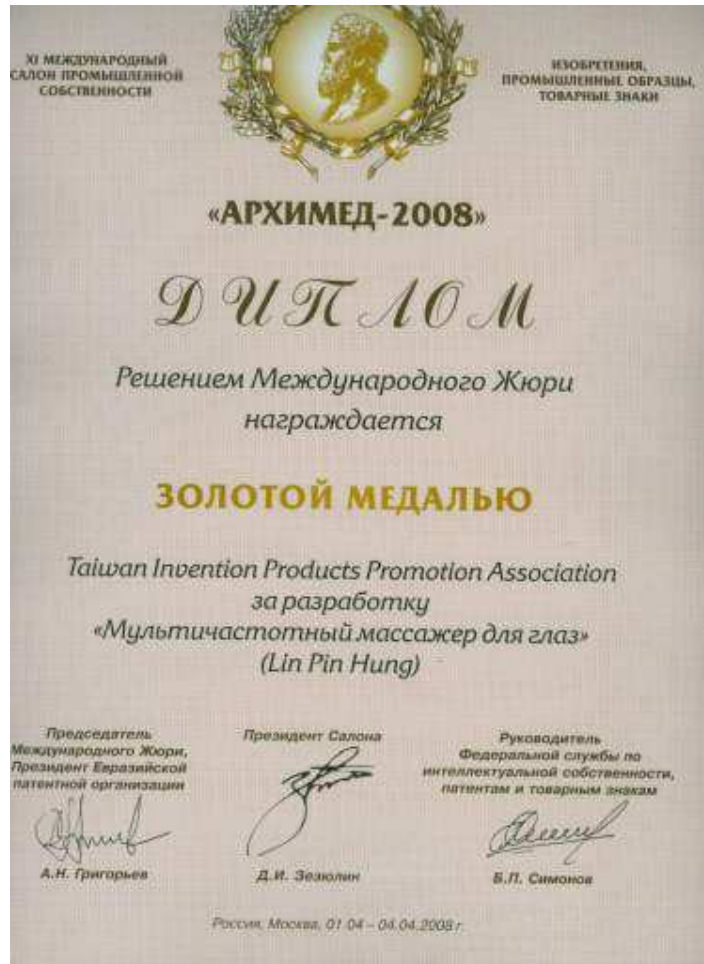 XI МЕЖДУНАРОДНЫЙ
САЛОН ПРОМЫШЛЕННОЙ
СОБСТВЕННОСТИ
ИЗОБРЕТЕНИЯ,
ПРОМЫШЛЕННЫЕ ОБРАЗЦЫ,
ТОВАРНЫЕ ЗНАКИ
«АРХИМЕД-2008»
ДИПЛОМ
Решением Международного Жюри
награждается
ЗОЛОТОЙ МЕДАЛЬЮ
Taiwan Invention Products Promotion Association
за разработку
«Мультичастотный массажер для глаз»
(Lin Pin Hung)
Председатель
Международного Жюри,
Президент Евразийской
патентной организации
А.Н. Григорьев
Президент Салона
Д.И. Зезюлин
Руководитель
Федеральной службы по
интеллектуальной собственности,
патентам и товарным знакам
Б.П. Симонов
Россия, Москва, 01.04 – 04.04.2008 г.